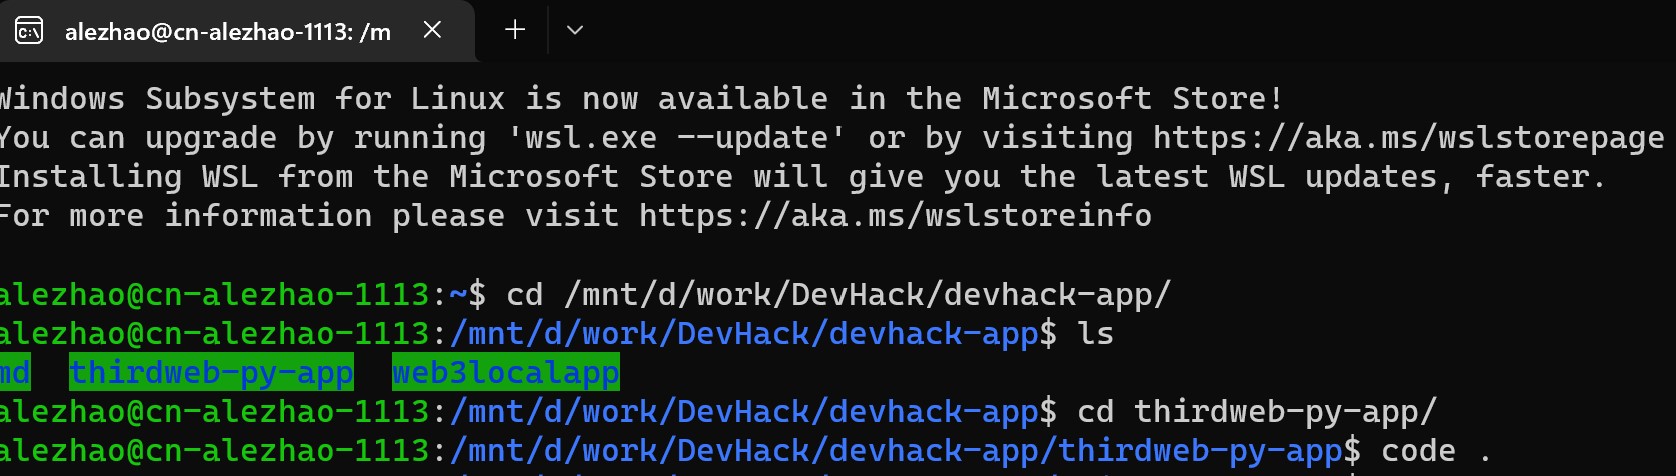 alezhao@cn-alezhao-1113: /m
Windows Subsystem for Linux is now available in the Microsoft Store!
You can upgrade by running 'wsl.exe --update' or by visiting https://aka.ms/wslstorepage
Installing WSL from the Microsoft Store will give you the latest WSL updates, faster.
For more information please visit https://aka.ms/wslstoreinfo
alezhao@cn-alezhao-1113:~$ cd /mnt/d/work/DevHack/devhack-app/
alezhao@cn-alezhao-1113:/mnt/d/work/DevHack/devhack-app$ ls
md thirdweb-py-app web3localapp
alezhao@cn-alezhao-1113:/mnt/d/work/DevHack/devhack-app$ cd thirdweb-py-app/
alezhao@cn-alezhao-1113:/mnt/d/work/DevHack/devhack-app/thirdweb-py-app$ code .